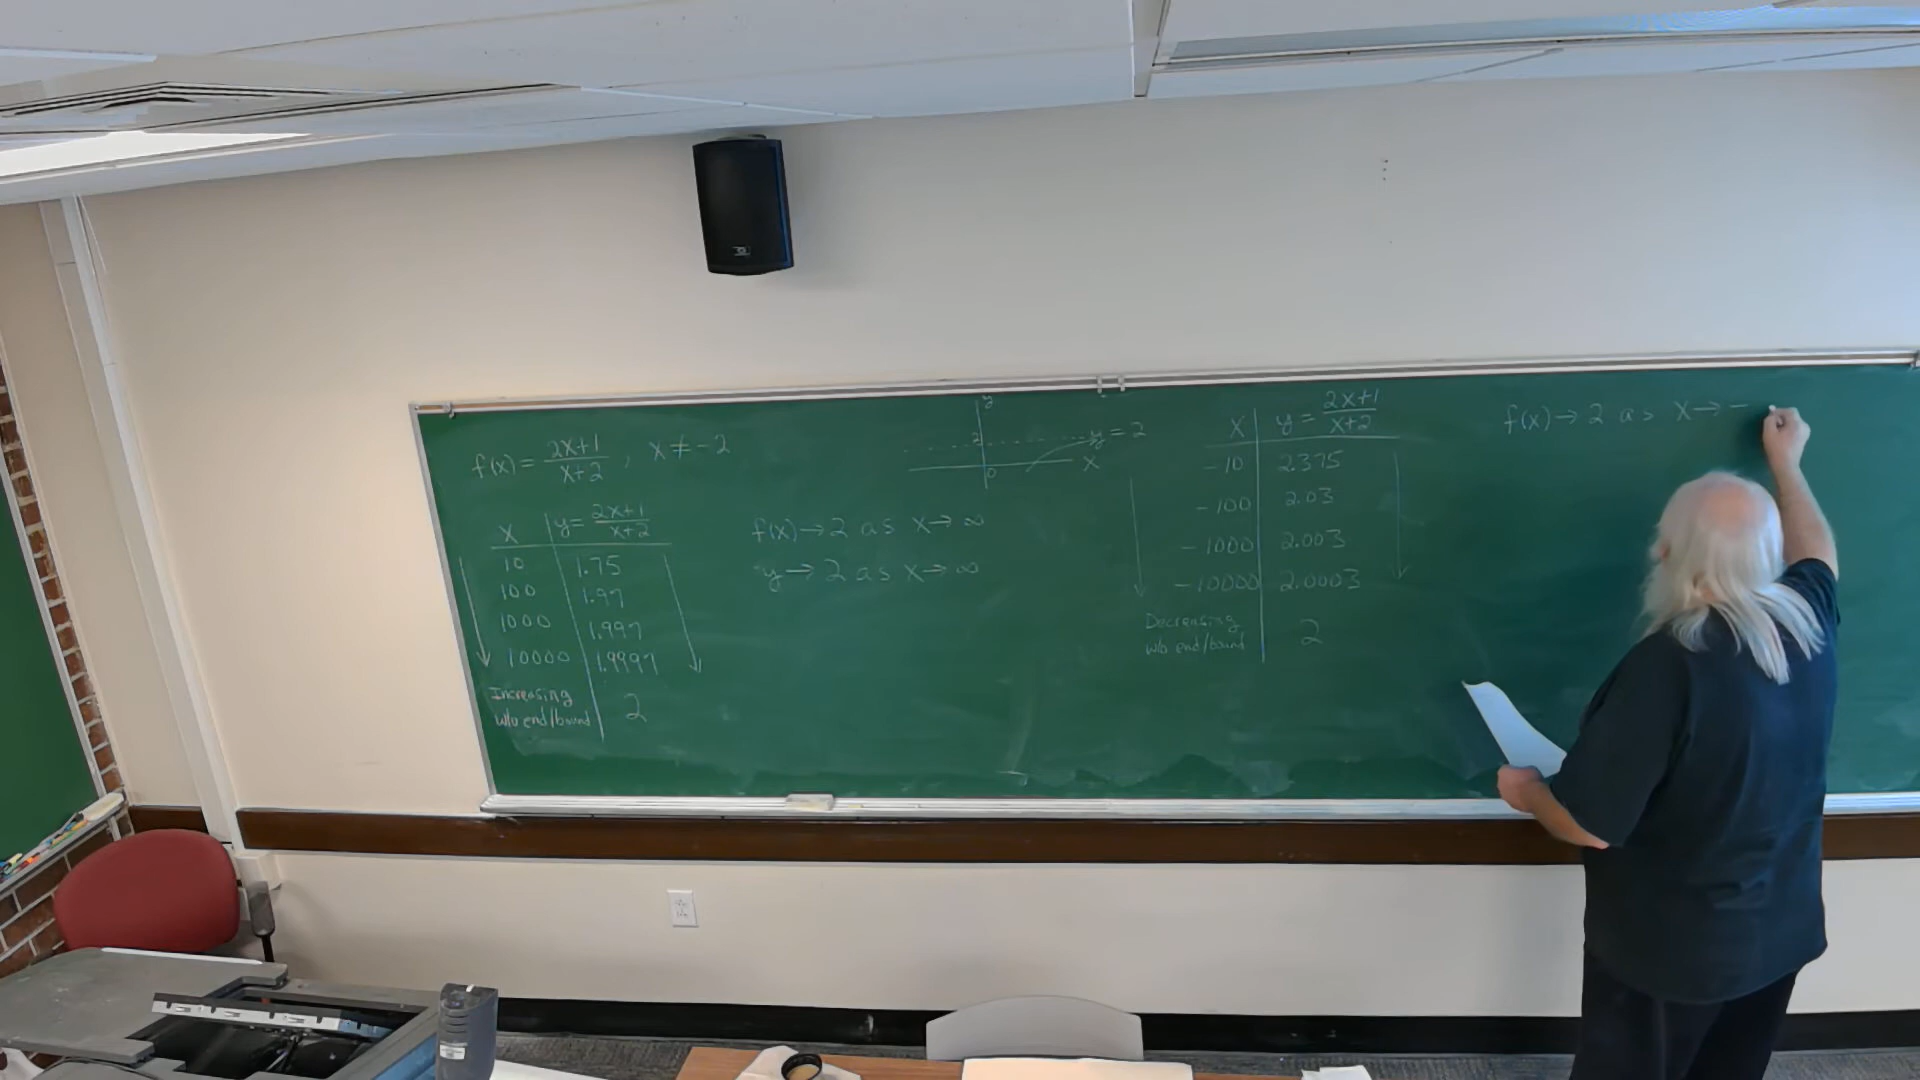 f(x) = 2x+1/x+2 , x ≠ -2
x | y = 2x+1/x+2
10 | 1.75
100 | 1.97
1000 | 1.997
10000 | 1.9997
Increasing w/o end/bound | 2
f(x) → 2 as x → ∞
y → 2 as x → ∞
y
2
y = 2
0
x
x | y = 2x+1/x+2
-10 | 2.375
-100 | 2.03
-1000 | 2.003
-10000 | 2.0003
Decreasing w/o end/bound | 2
f(x) → 2 as x → -